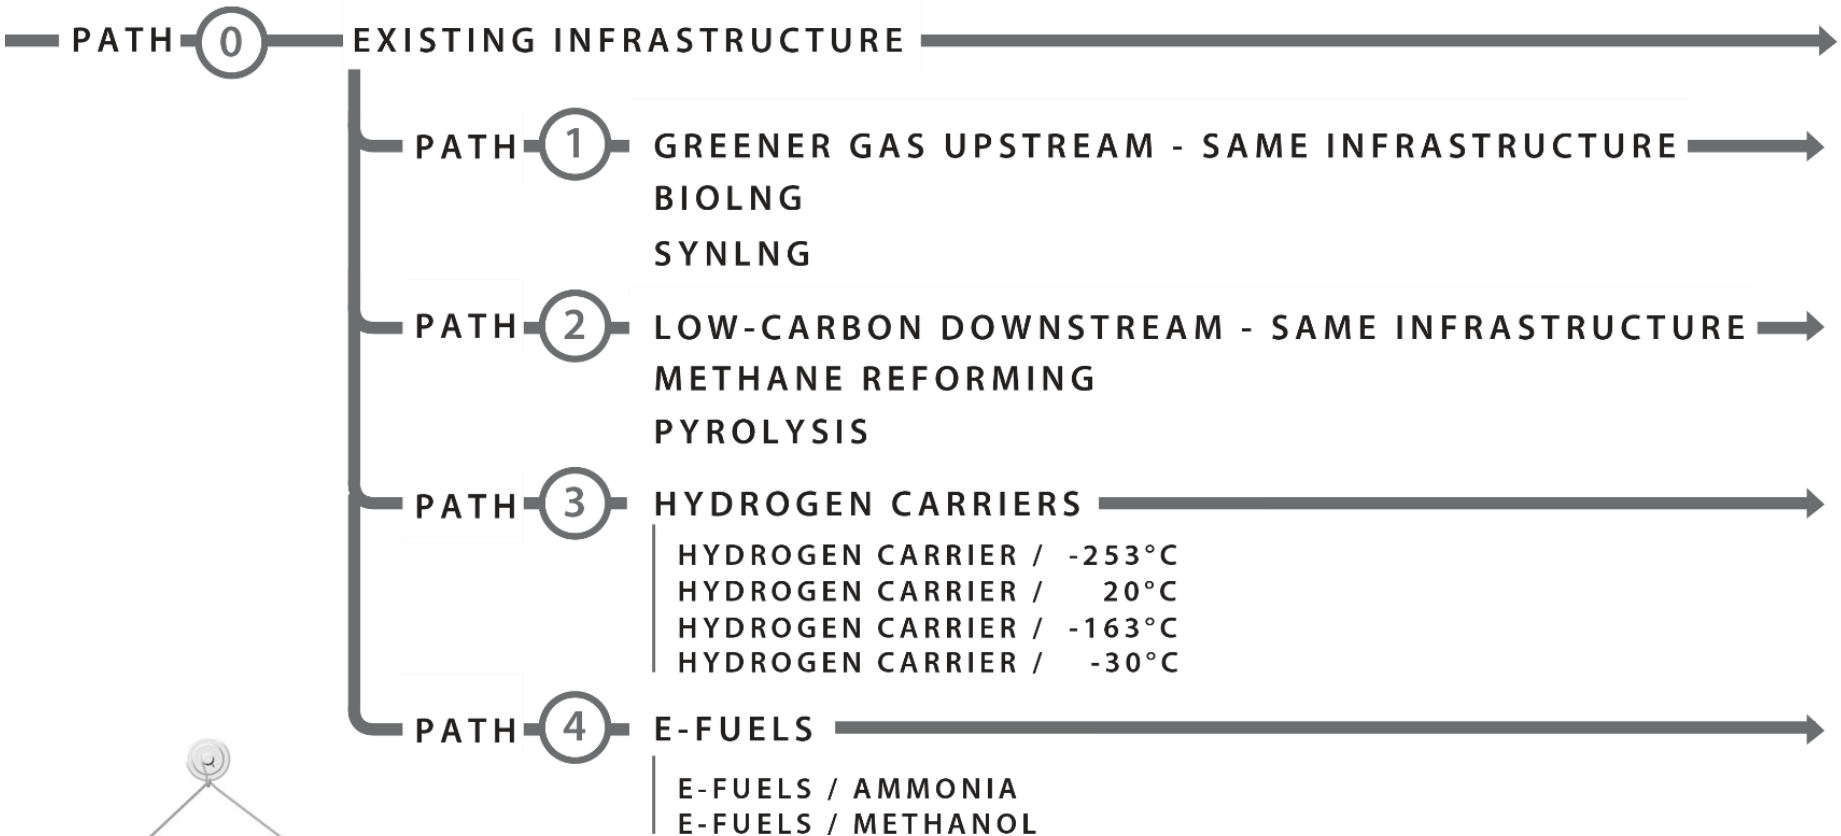 PATH 0 EXISTING INFRASTRUCTURE
PATH 1 GREENER GAS UPSTREAM - SAME INFRASTRUCTURE
BIOLNG
SYNLNG
PATH 2 LOW-CARBON DOWNSTREAM - SAME INFRASTRUCTURE
METHANE REFORMING
PYROLYSIS
PATH 3 HYDROGEN CARRIERS
HYDROGEN CARRIER / -253°C
HYDROGEN CARRIER / 20°C
HYDROGEN CARRIER / -163°C
HYDROGEN CARRIER / -30°C
PATH 4 E-FUELS
E-FUELS / AMMONIA
E-FUELS / METHANOL